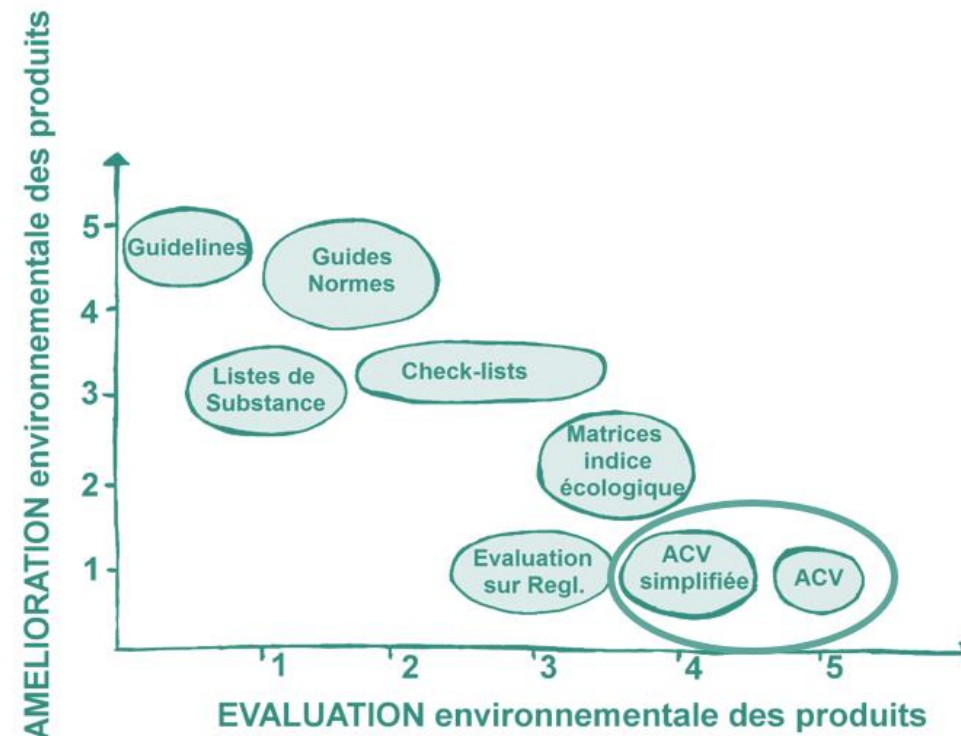 AMELIORATION environnementale des produits
5
Guidelines
Guides
Normes
4
Listes de
Substance
Check-lists
3
Matrices
indice
écologique
2
Evaluation
sur Regl.
ACV
simplifiée
ACV
1
1 2 3 4 5
EVALUATION environnementale des produits